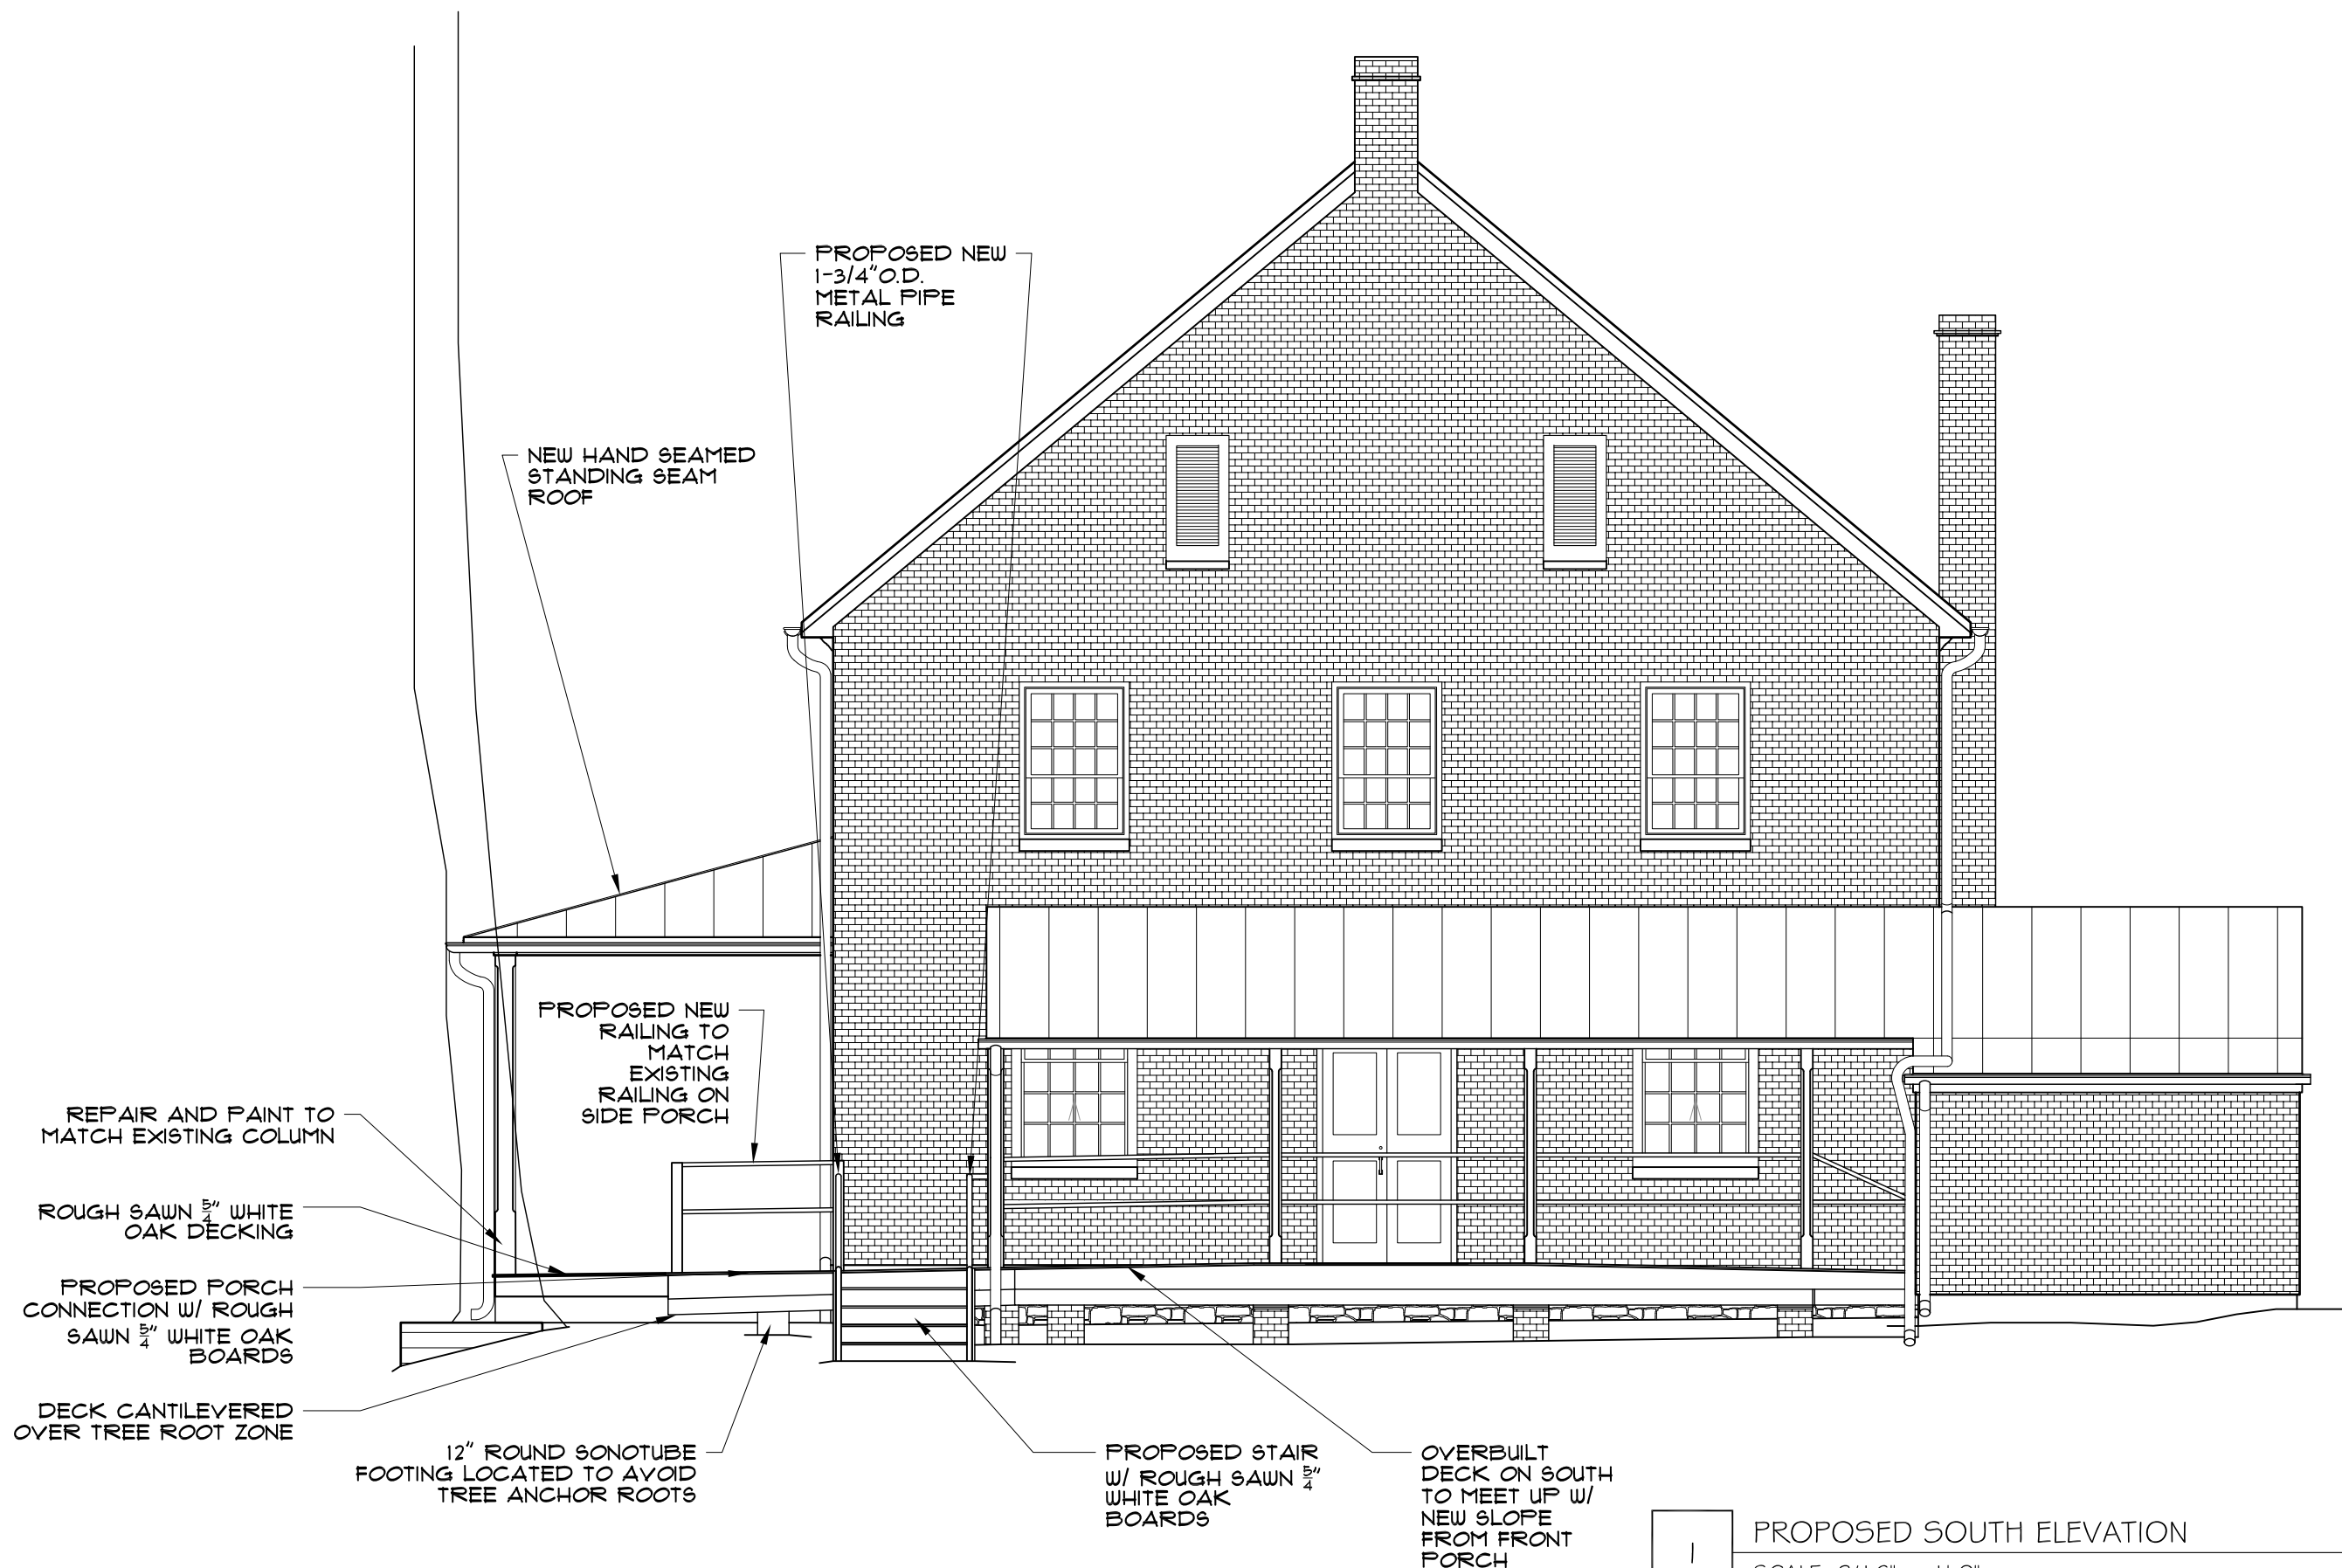 PROPOSED NEW
1-3/4" O.D.
METAL PIPE
RAILING
NEW HAND SEAMED
STANDING SEAM
ROOF
PROPOSED NEW
RAILING TO
MATCH
EXISTING
RAILING ON
SIDE PORCH
REPAIR AND PAINT TO
MATCH EXISTING COLUMN
ROUGH SAWN 5/4" WHITE
OAK DECKING
PROPOSED PORCH
CONNECTION W/ ROUGH
SAWN 5/4" WHITE OAK
BOARDS
DECK CANTILEVERED
OVER TREE ROOT ZONE
12" ROUND SONOTUBE
FOOTING LOCATED TO AVOID
TREE ANCHOR ROOTS
PROPOSED STAIR
W/ ROUGH SAWN 5/4"
WHITE OAK
BOARDS
OVERBUILT
DECK ON SOUTH
TO MEET UP W/
NEW SLOPE
FROM FRONT
PORCH
1
PROPOSED SOUTH ELEVATION